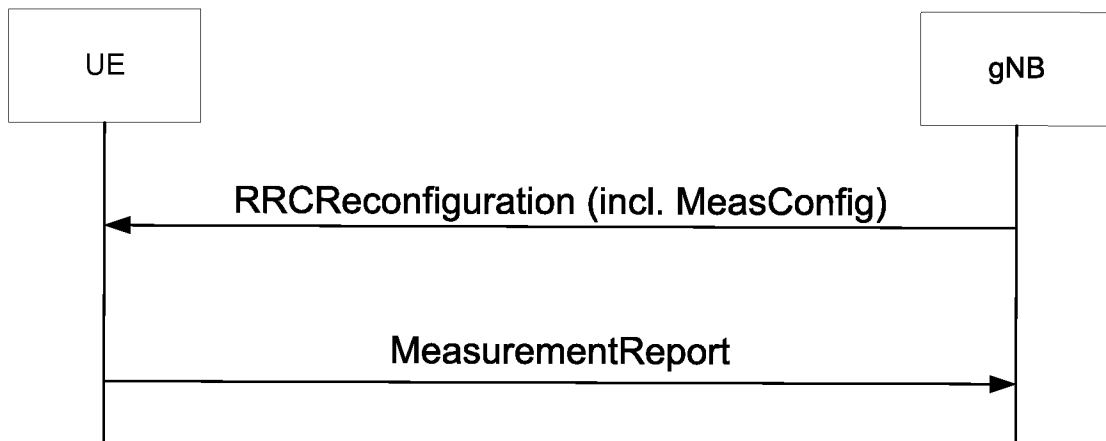 UE
gNB
RRCReconfiguration (incl. MeasConfig)
MeasurementReport